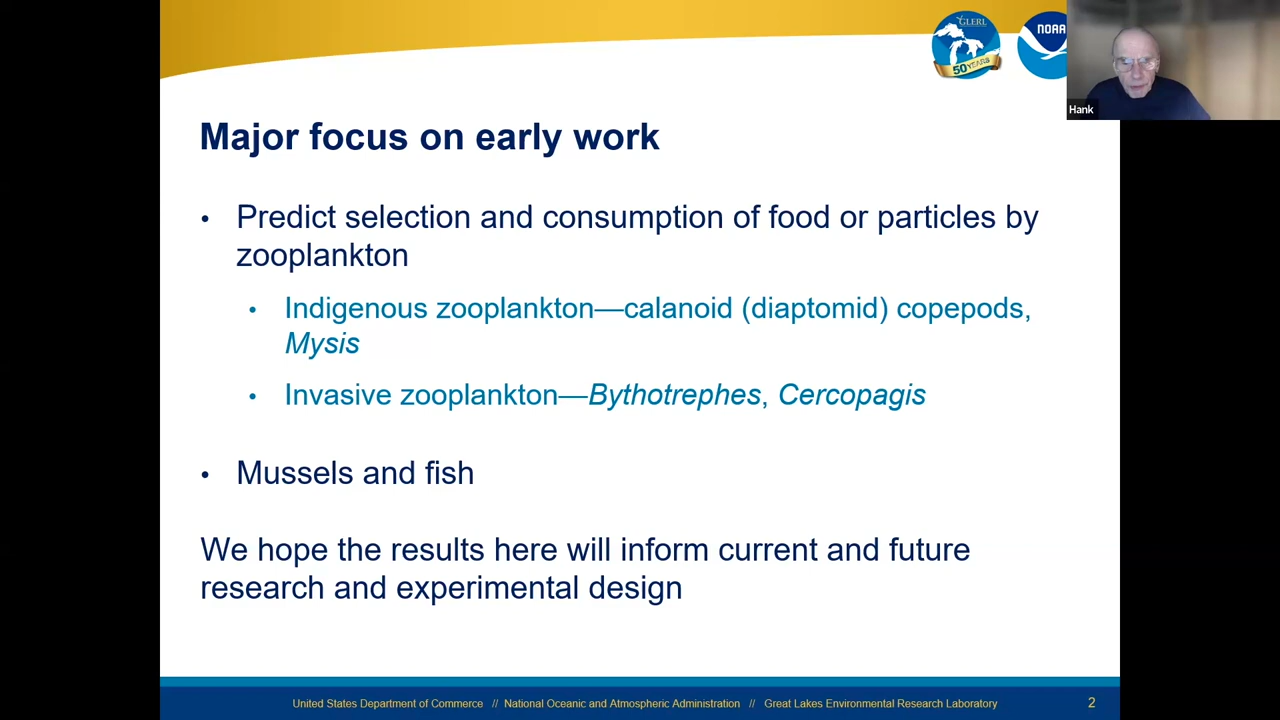 GLERL
50 YEARS
NOAA
Hank
Major focus on early work
• Predict selection and consumption of food or particles by
zooplankton
• Indigenous zooplankton—calanoid (diaptomid) copepods,
Mysis
• Invasive zooplankton—Bythotrephes, Cercopagis
• Mussels and fish
We hope the results here will inform current and future
research and experimental design
United States Department of Commerce // National Oceanic and Atmospheric Administration // Great Lakes Environmental Research Laboratory
2